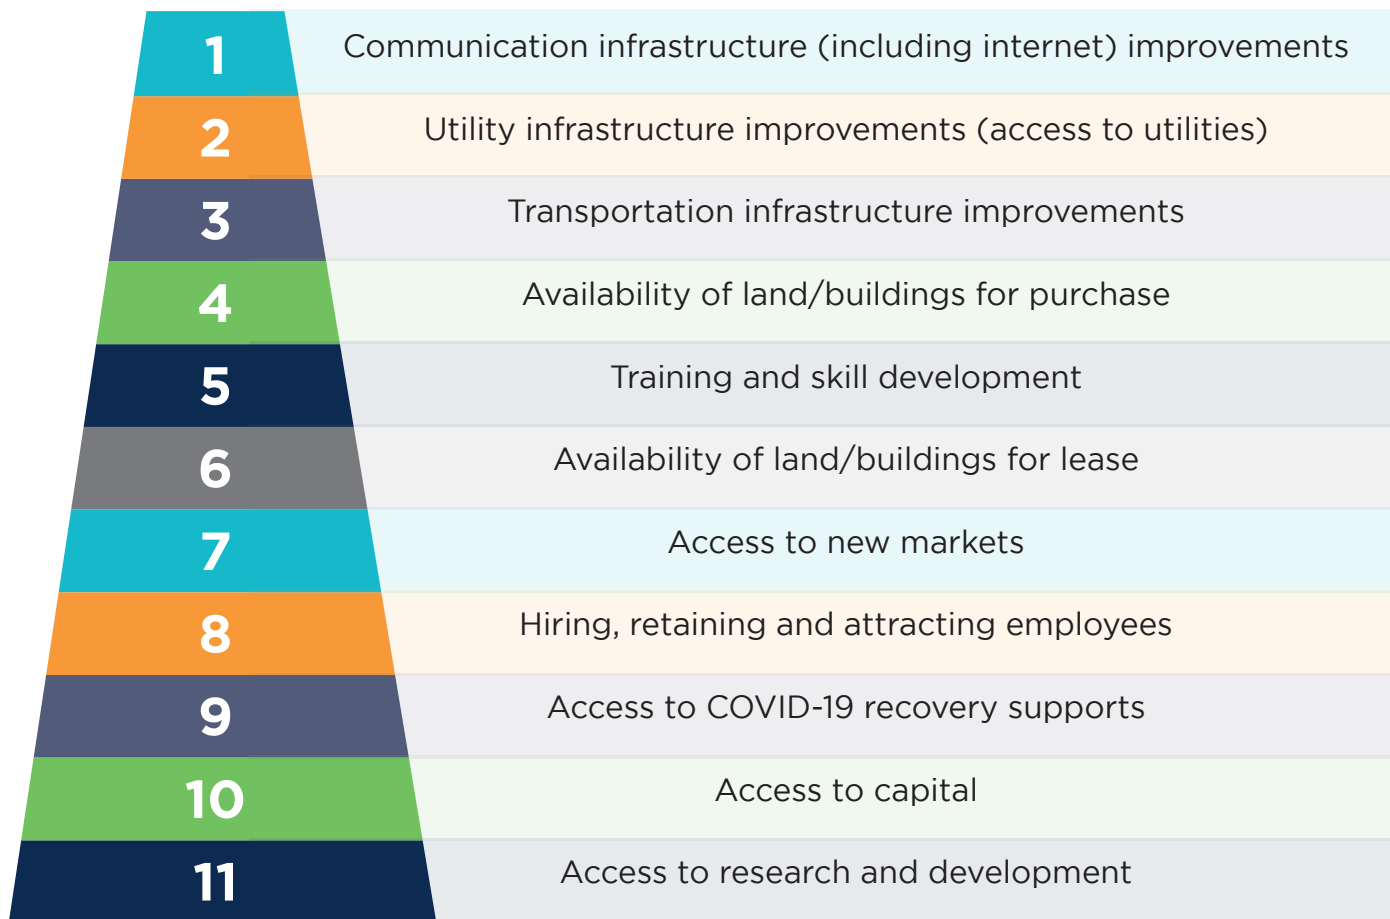 1 Communication infrastructure (including internet) improvements
2 Utility infrastructure improvements (access to utilities)
3 Transportation infrastructure improvements
4 Availability of land/buildings for purchase
5 Training and skill development
6 Availability of land/buildings for lease
7 Access to new markets
8 Hiring, retaining and attracting employees
9 Access to COVID-19 recovery supports
10 Access to capital
11 Access to research and development